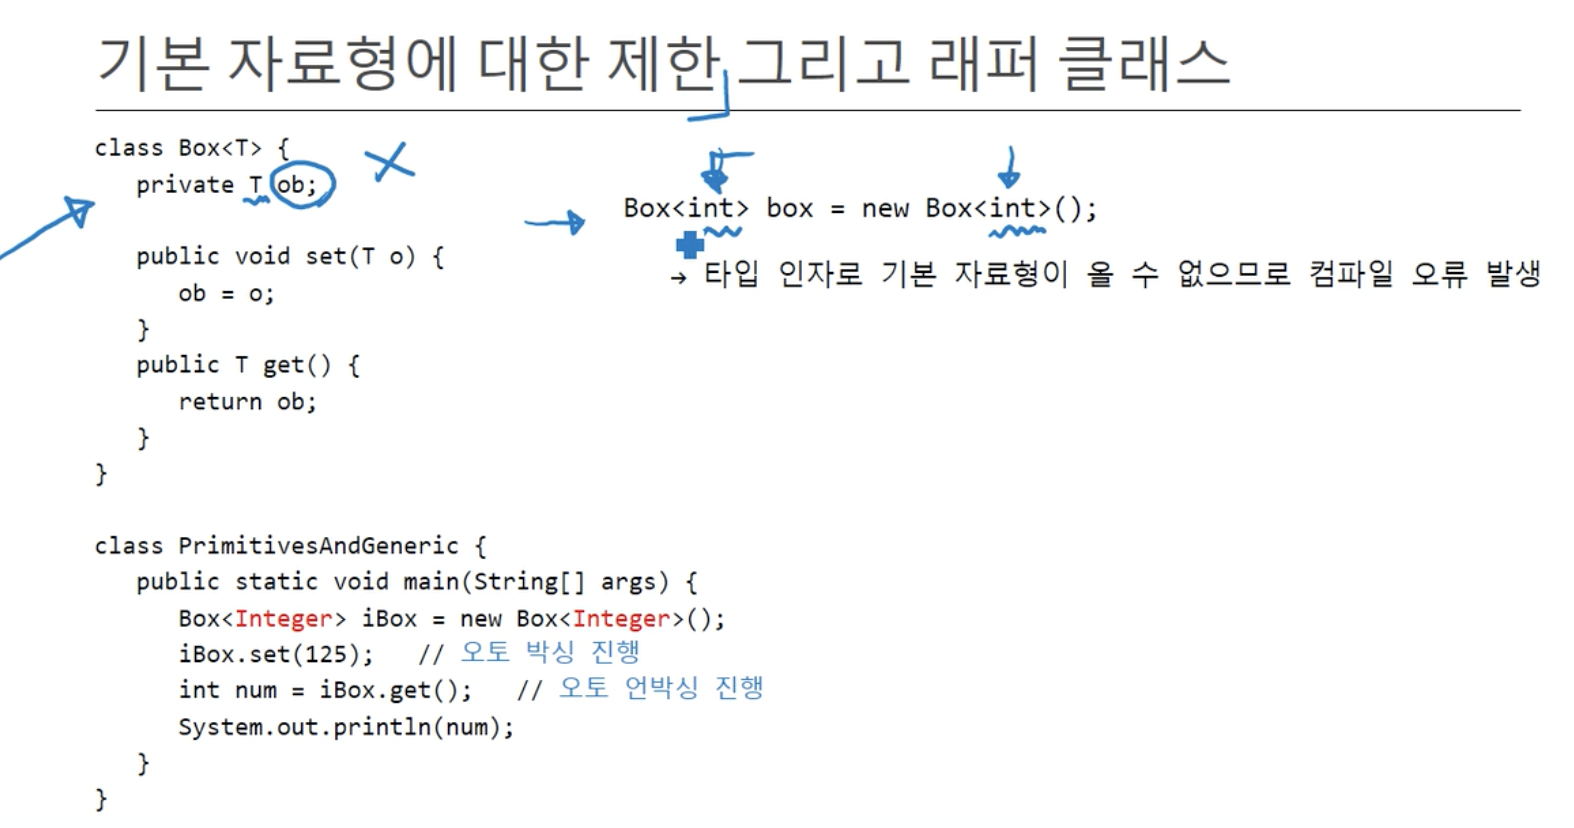 기본 자료형에 대한 제한 그리고 래퍼 클래스
class Box<T> {
private T ob;
public void set(T o) {
ob = o;
}
public T get() {
return ob;
}
}
Box<int> box = new Box<int>();
→ 타입 인자로 기본 자료형이 올 수 없으므로 컴파일 오류 발생
class PrimitivesAndGeneric {
public static void main(String[] args) {
Box<Integer> iBox = new Box<Integer>();
iBox.set(125); // 오토 박싱 진행
int num = iBox.get(); // 오토 언박싱 진행
System.out.println(num);
}
}